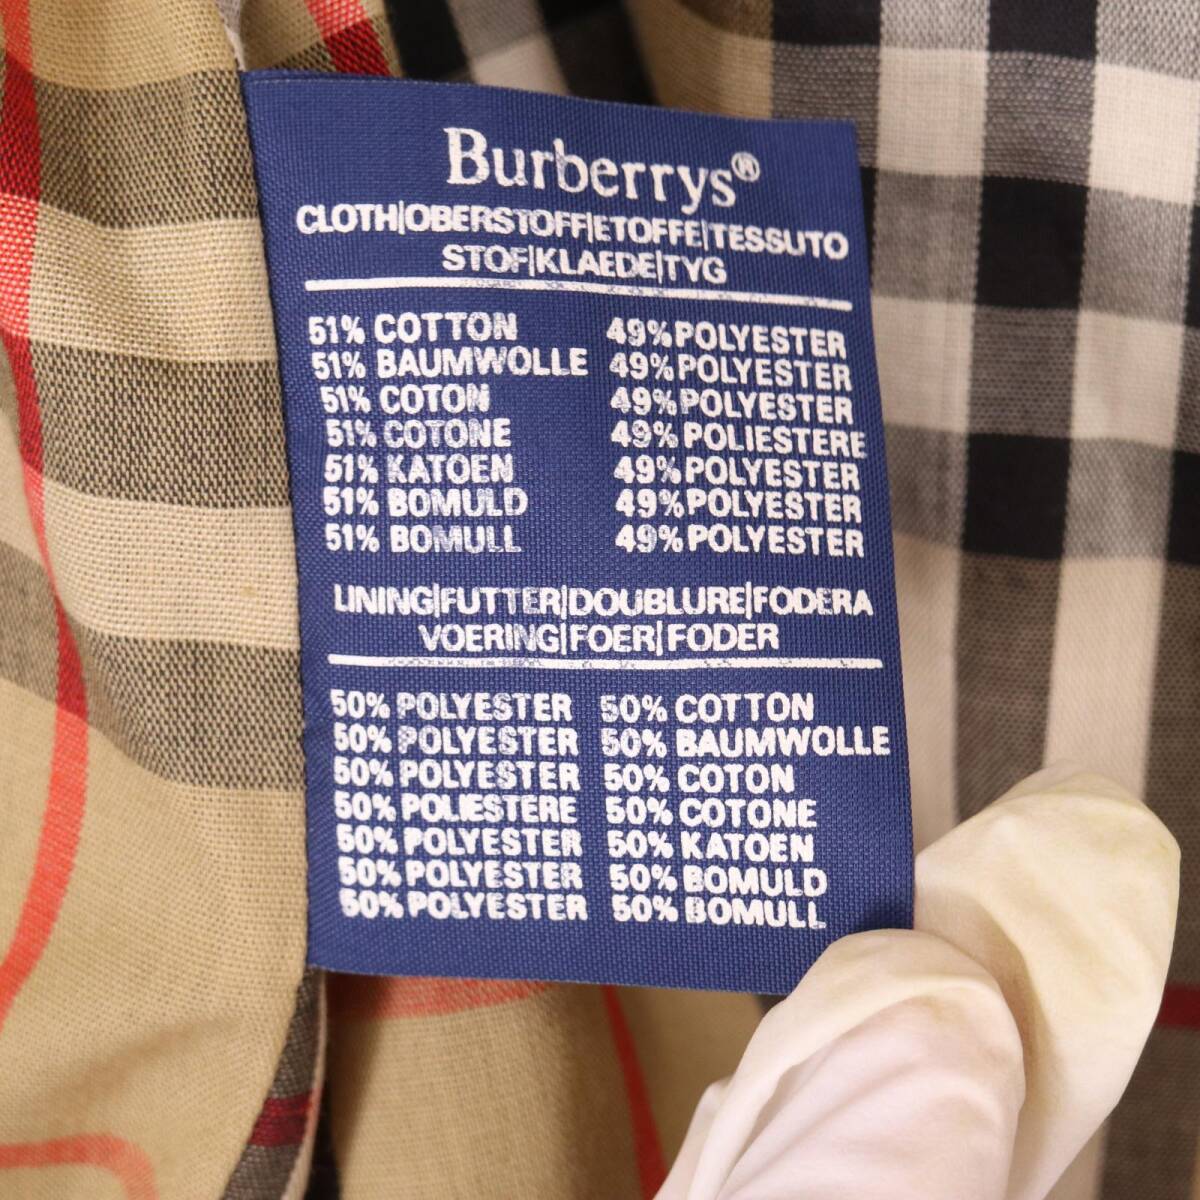 Burberrys®
CLOTH|OBERSTOFF|ETOFFE|TESSUTO
STOF|KLAEDE|TYG
51% COTTON 49% POLYESTER
51% BAUMWOLLE 49% POLYESTER
51% COTON 49% POLYESTER
51% COTONE 49% POLIESTERE
51% KATOEN 49% POLYESTER
51% BOMULD 49% POLYESTER
51% BOMULL 49% POLYESTER
LINING|FUTTER|DOUBLURE|FODERA
VOERING|FOER|FODER
50% POLYESTER 50% COTTON
50% POLYESTER 50% BAUMWOLLE
50% POLYESTER 50% COTON
50% POLIESTERE 50% COTONE
50% POLYESTER 50% KATOEN
50% POLYESTER 50% BOMULD
50% POLYESTER 50% BOMULL